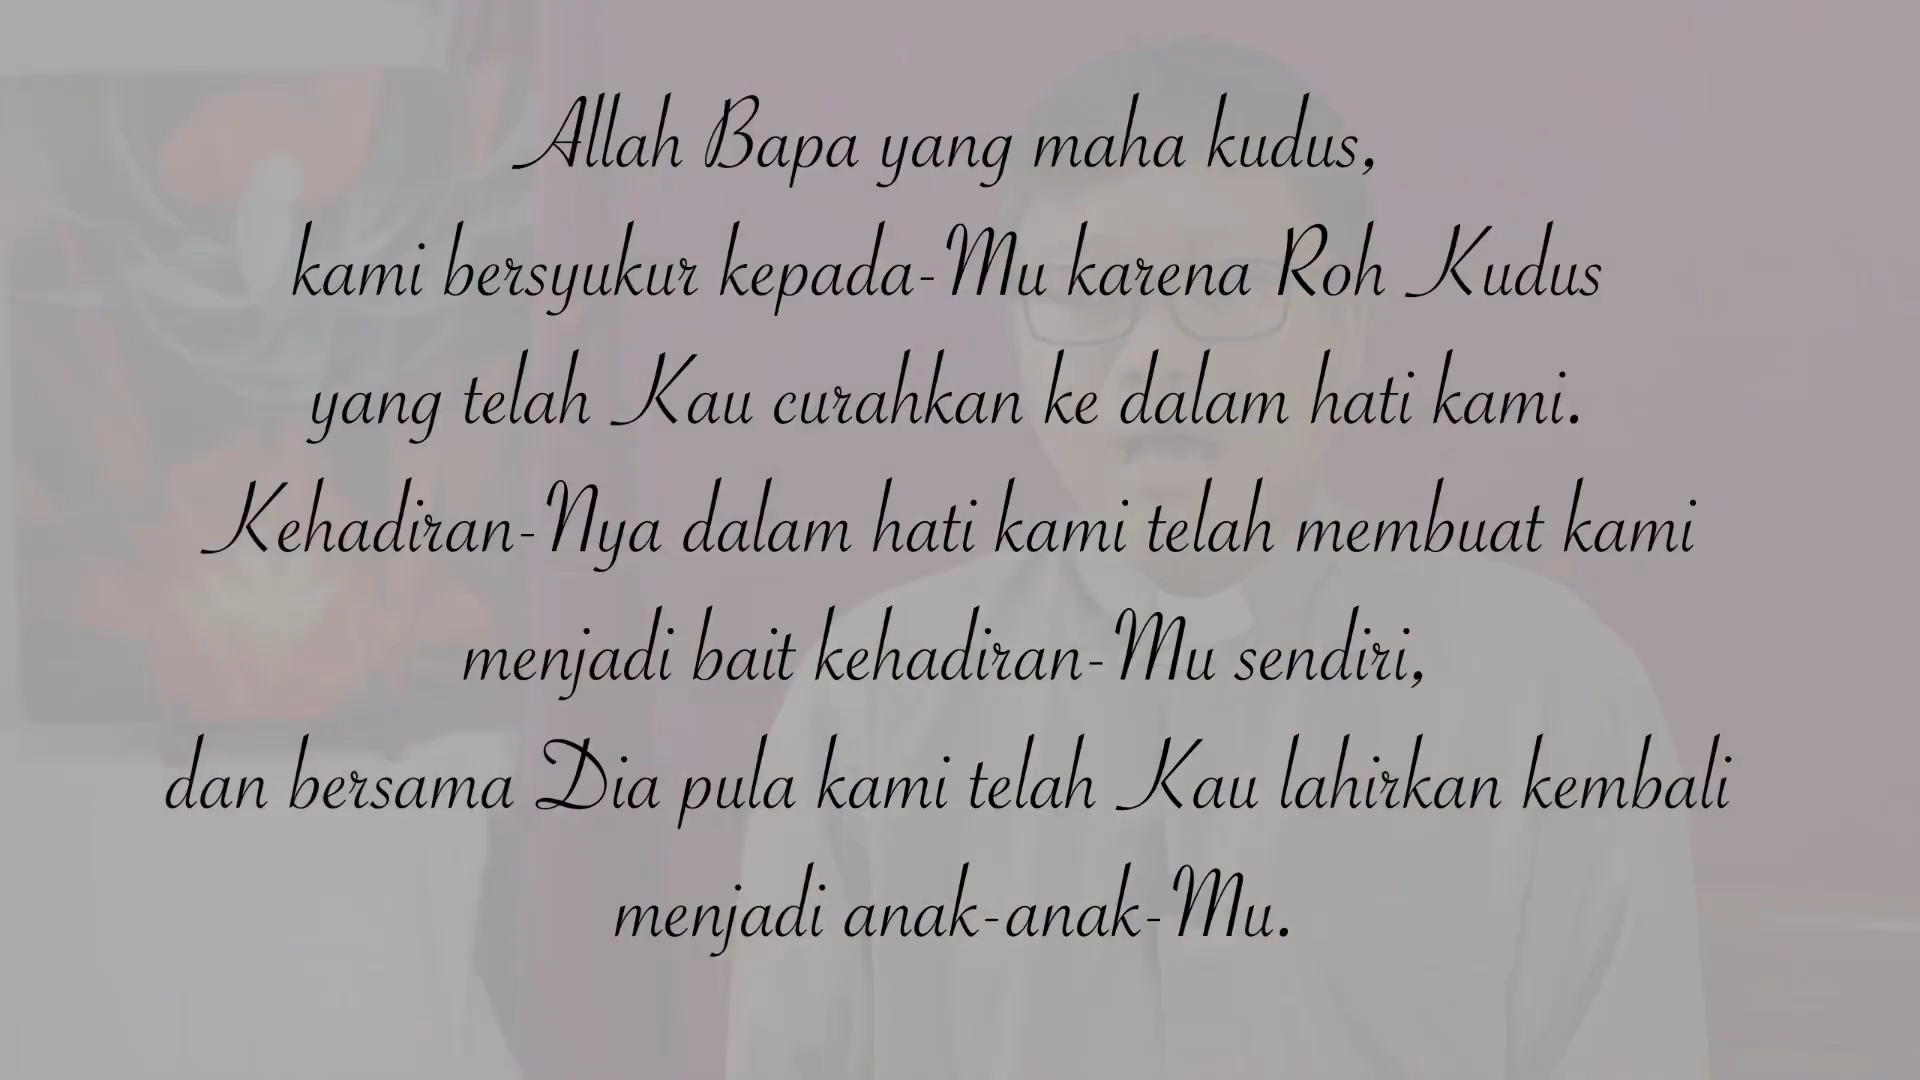 Allah Bapa yang maha kudus,
kami bersyukur kepada-Mu karena Roh Kudus
yang telah Kau curahkan ke dalam hati kami.
Kehadiran-Nya dalam hati kami telah membuat kami
menjadi bait kehadiran-Mu sendiri,
dan bersama Dia pula kami telah Kau lahirkan kembali
menjadi anak-anak-Mu.